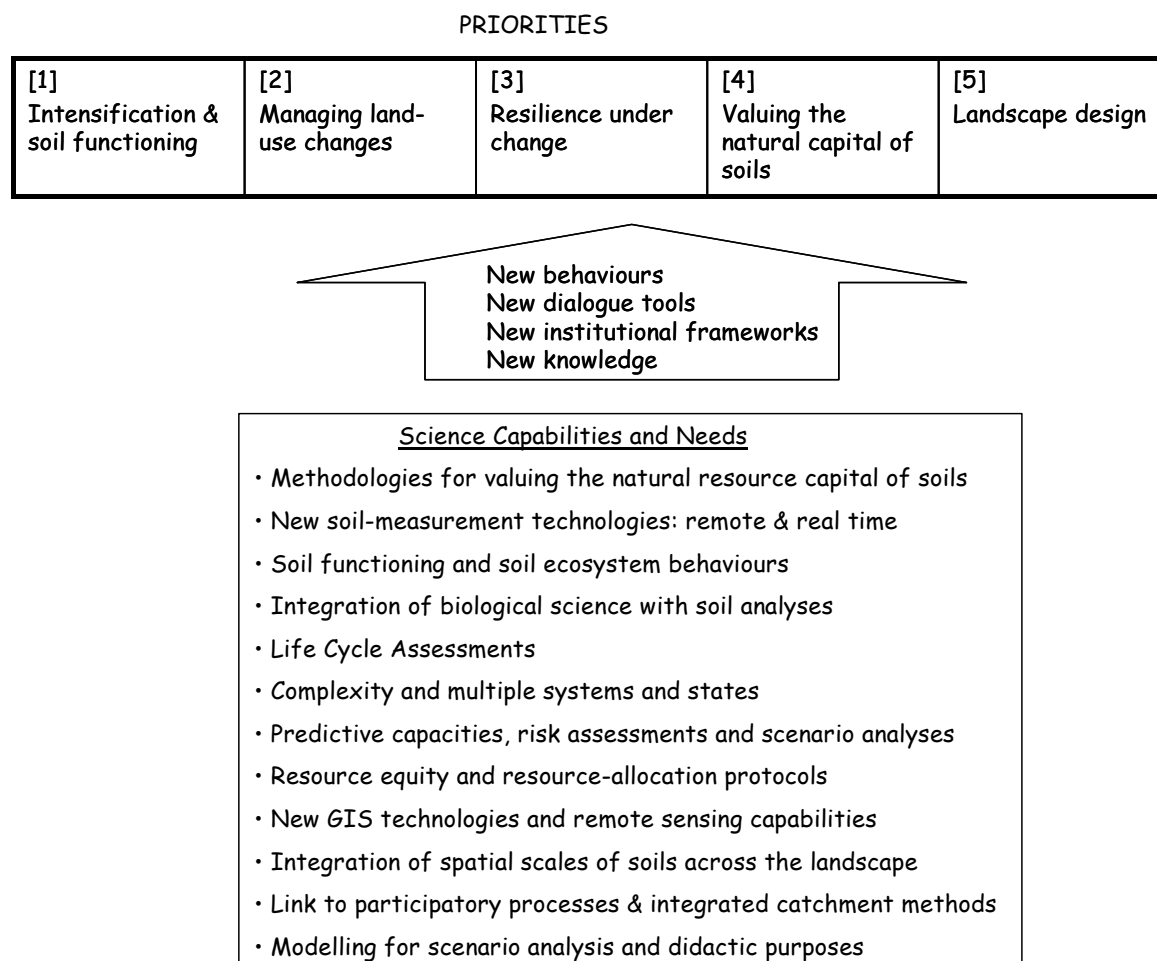 PRIORITIES
[1]
Intensification &
soil functioning
[2]
Managing land-
use changes
[3]
Resilience under
change
[4]
Valuing the
natural capital of
soils
[5]
Landscape design
New behaviours
New dialogue tools
New institutional frameworks
New knowledge
Science Capabilities and Needs
• Methodologies for valuing the natural resource capital of soils
• New soil-measurement technologies: remote & real time
• Soil functioning and soil ecosystem behaviours
• Integration of biological science with soil analyses
• Life Cycle Assessments
• Complexity and multiple systems and states
• Predictive capacities, risk assessments and scenario analyses
• Resource equity and resource-allocation protocols
• New GIS technologies and remote sensing capabilities
• Integration of spatial scales of soils across the landscape
• Link to participatory processes & integrated catchment methods
• Modelling for scenario analysis and didactic purposes